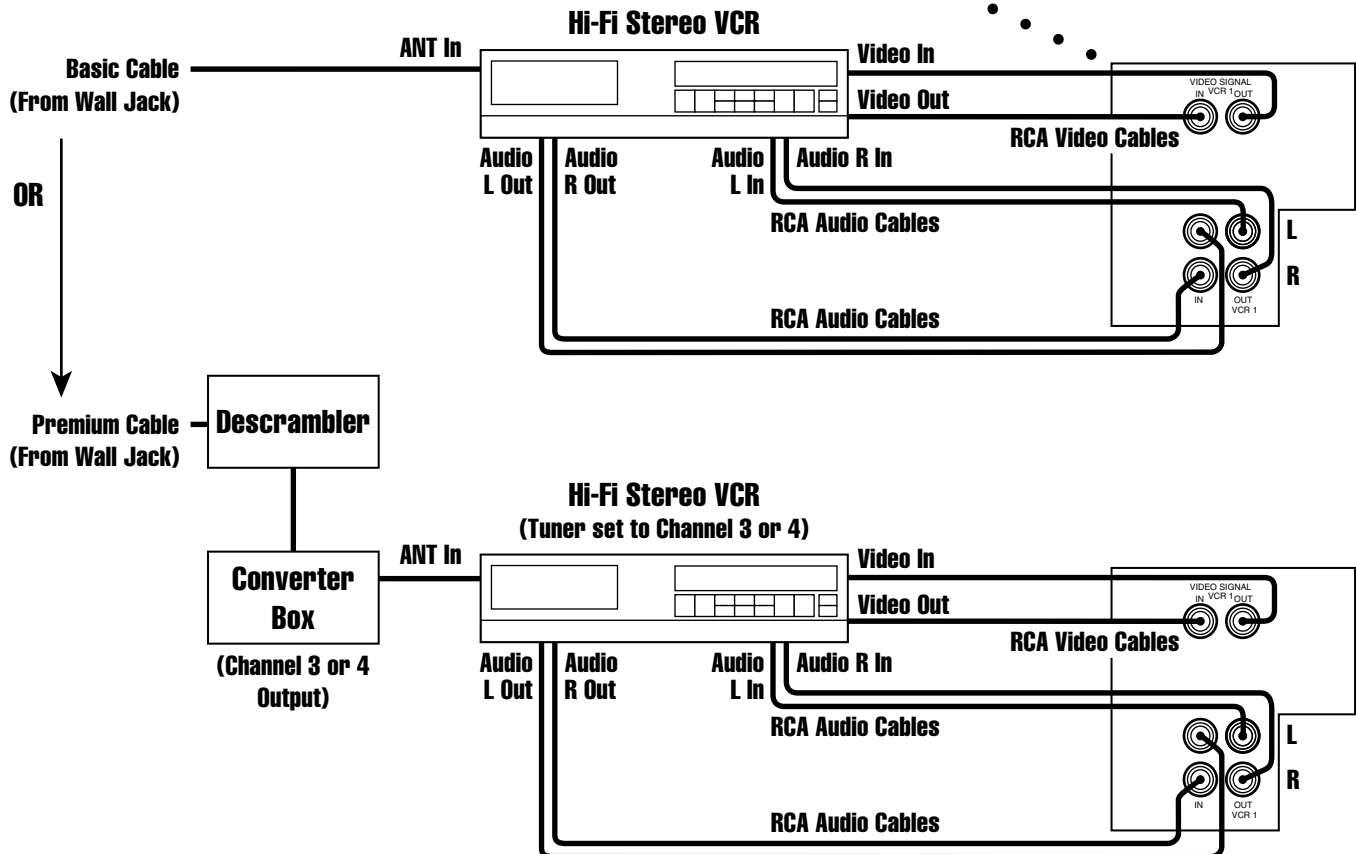 Hi-Fi Stereo VCR
ANT In
Basic Cable
(From Wall Jack)
Video In
Video Out
VIDEO SIGNAL
IN VCR 1 OUT
RCA Video Cables
Audio
L Out
Audio
R Out
Audio
L In
Audio R In
RCA Audio Cables
L
R
IN
OUT
VCR 1
RCA Audio Cables
OR
Premium Cable
(From Wall Jack)
Descrambler
Converter
Box
(Channel 3 or 4
Output)
Hi-Fi Stereo VCR
(Tuner set to Channel 3 or 4)
ANT In
Video In
Video Out
VIDEO SIGNAL
IN VCR 1 OUT
RCA Video Cables
Audio
L Out
Audio
R Out
Audio
L In
Audio R In
RCA Audio Cables
L
R
IN
OUT
VCR 1
RCA Audio Cables